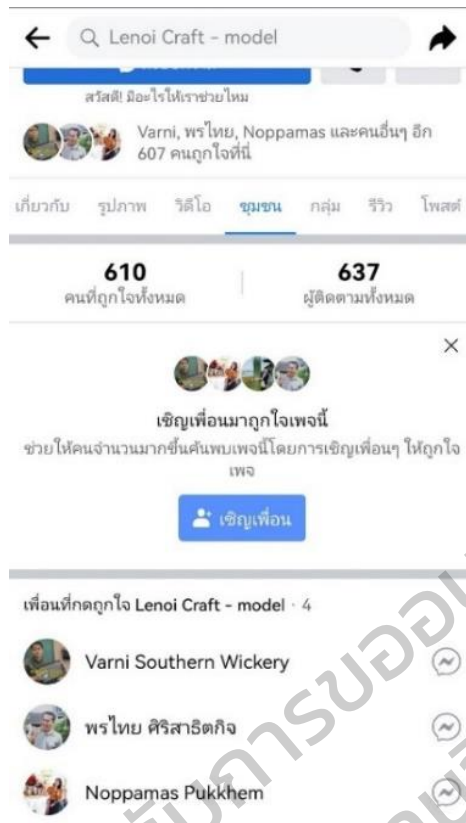 Lenoi Craft - model
สวัสดี! มีอะไรให้เราช่วยไหม
Varni, พรไทย, Noppamas และคนอื่นๆ อีก
607 คนถูกใจที่นี่
เกี่ยวกับ รูปภาพ วิดีโอ ชุมชน กลุ่ม รีวิว โพสต์
610 637
คนที่ถูกใจทั้งหมด ผู้ติดตามทั้งหมด
เชิญเพื่อนมาถูกใจเพจนี้
ช่วยให้คนจำนวนมากขึ้นค้นพบเพจนี้โดยการเชิญเพื่อนๆ ให้ถูกใจ
เพจ
เชิญเพื่อน
เพื่อนที่กดถูกใจ Lenoi Craft - model · 4
Varni Southern Wickery
พรไทย ศิริสาธิตกิจ
Noppamas Pukkhem